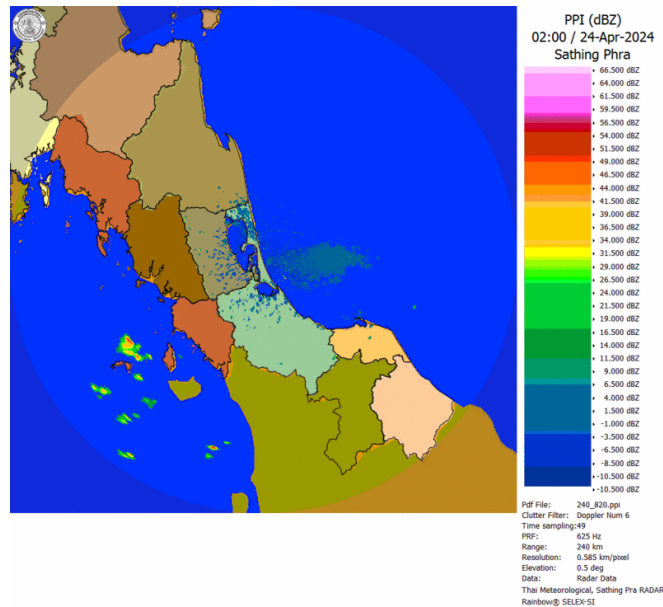 PPI (dBZ)
02:00 / 24-Apr-2024
Sathing Phra
66.500 dBZ
64.000 dBZ
61.500 dBZ
59.500 dBZ
56.500 dBZ
54.000 dBZ
51.500 dBZ
49.000 dBZ
46.500 dBZ
44.000 dBZ
41.500 dBZ
39.000 dBZ
36.500 dBZ
34.000 dBZ
31.500 dBZ
29.000 dBZ
26.500 dBZ
24.000 dBZ
21.500 dBZ
19.000 dBZ
16.500 dBZ
14.000 dBZ
11.500 dBZ
9.000 dBZ
6.500 dBZ
4.000 dBZ
1.500 dBZ
-1.000 dBZ
-3.500 dBZ
-6.500 dBZ
-8.500 dBZ
-10.500 dBZ
-10.500 dBZ
Pdf File: 240_820.ppi
Clutter Filter: Doppler Num 6
Time sampling:49
PRF: 625 Hz
Range: 240 km
Resolution: 0.585 km/pixel
Elevation: 0.5 deg
Data: Radar Data
Thai Meteorological, Sathing Pra RADAR
Rainbow® SELEX-SI